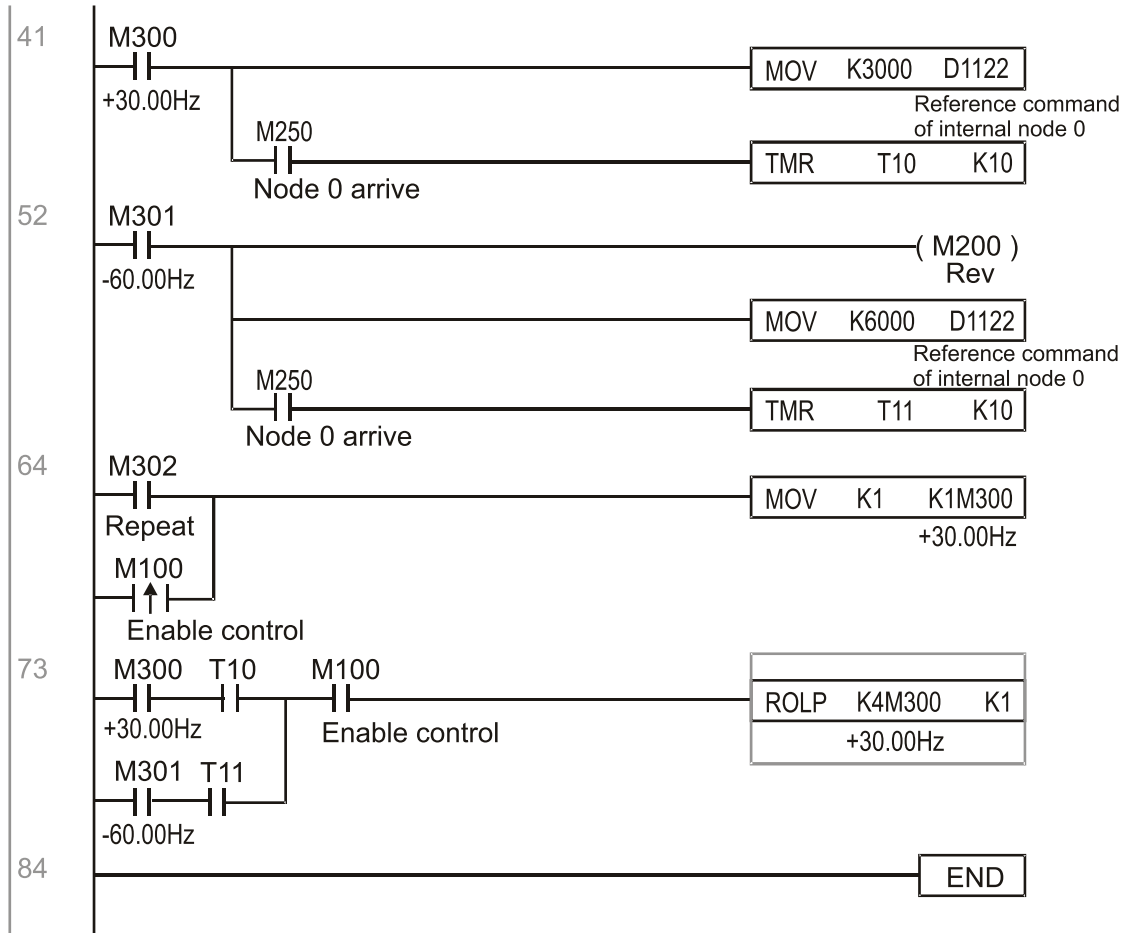 41
M300
+30.00Hz
MOV K3000 D1122
Reference command
of internal node 0
M250
Node 0 arrive
TMR T10 K10
52
M301
-60.00Hz
( M200 )
Rev
MOV K6000 D1122
Reference command
of internal node 0
M250
Node 0 arrive
TMR T11 K10
64
M302
Repeat
MOV K1 K1M300
+30.00Hz
M100
Enable control
73
M300 T10 M100
+30.00Hz
Enable control
ROLP K4M300 K1
+30.00Hz
M301 T11
-60.00Hz
84
END